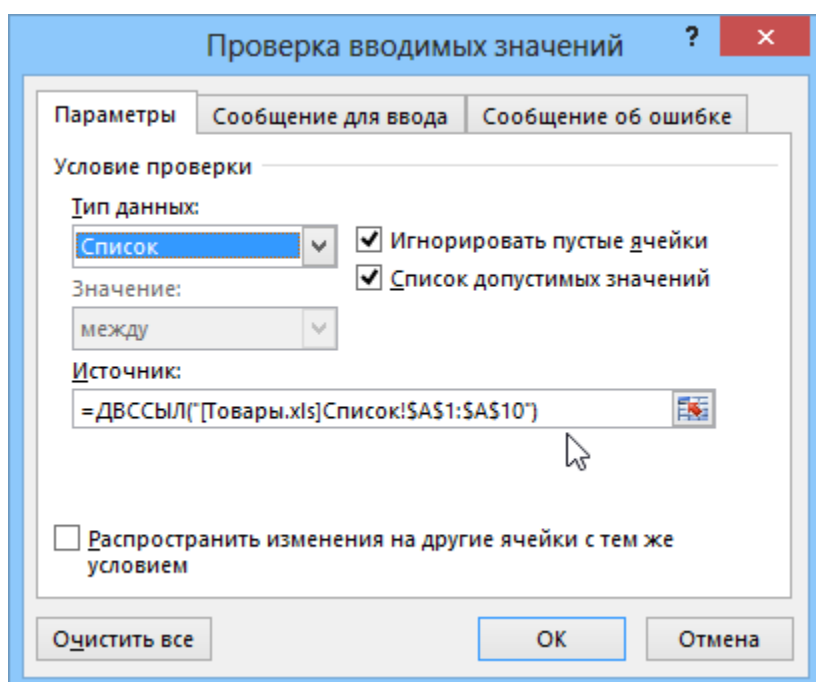 Проверка вводимых значений
?
×
Параметры
Сообщение для ввода
Сообщение об ошибке
Условие проверки
Тип данных:
Список
Игнорировать пустые ячейки
Список допустимых значений
Значение:
между
Источник:
=ДВССЫЛ("[Товары.xls]Список!$A$1:$A$10")
Распространить изменения на другие ячейки с тем же
условием
Очистить все
ОК
Отмена